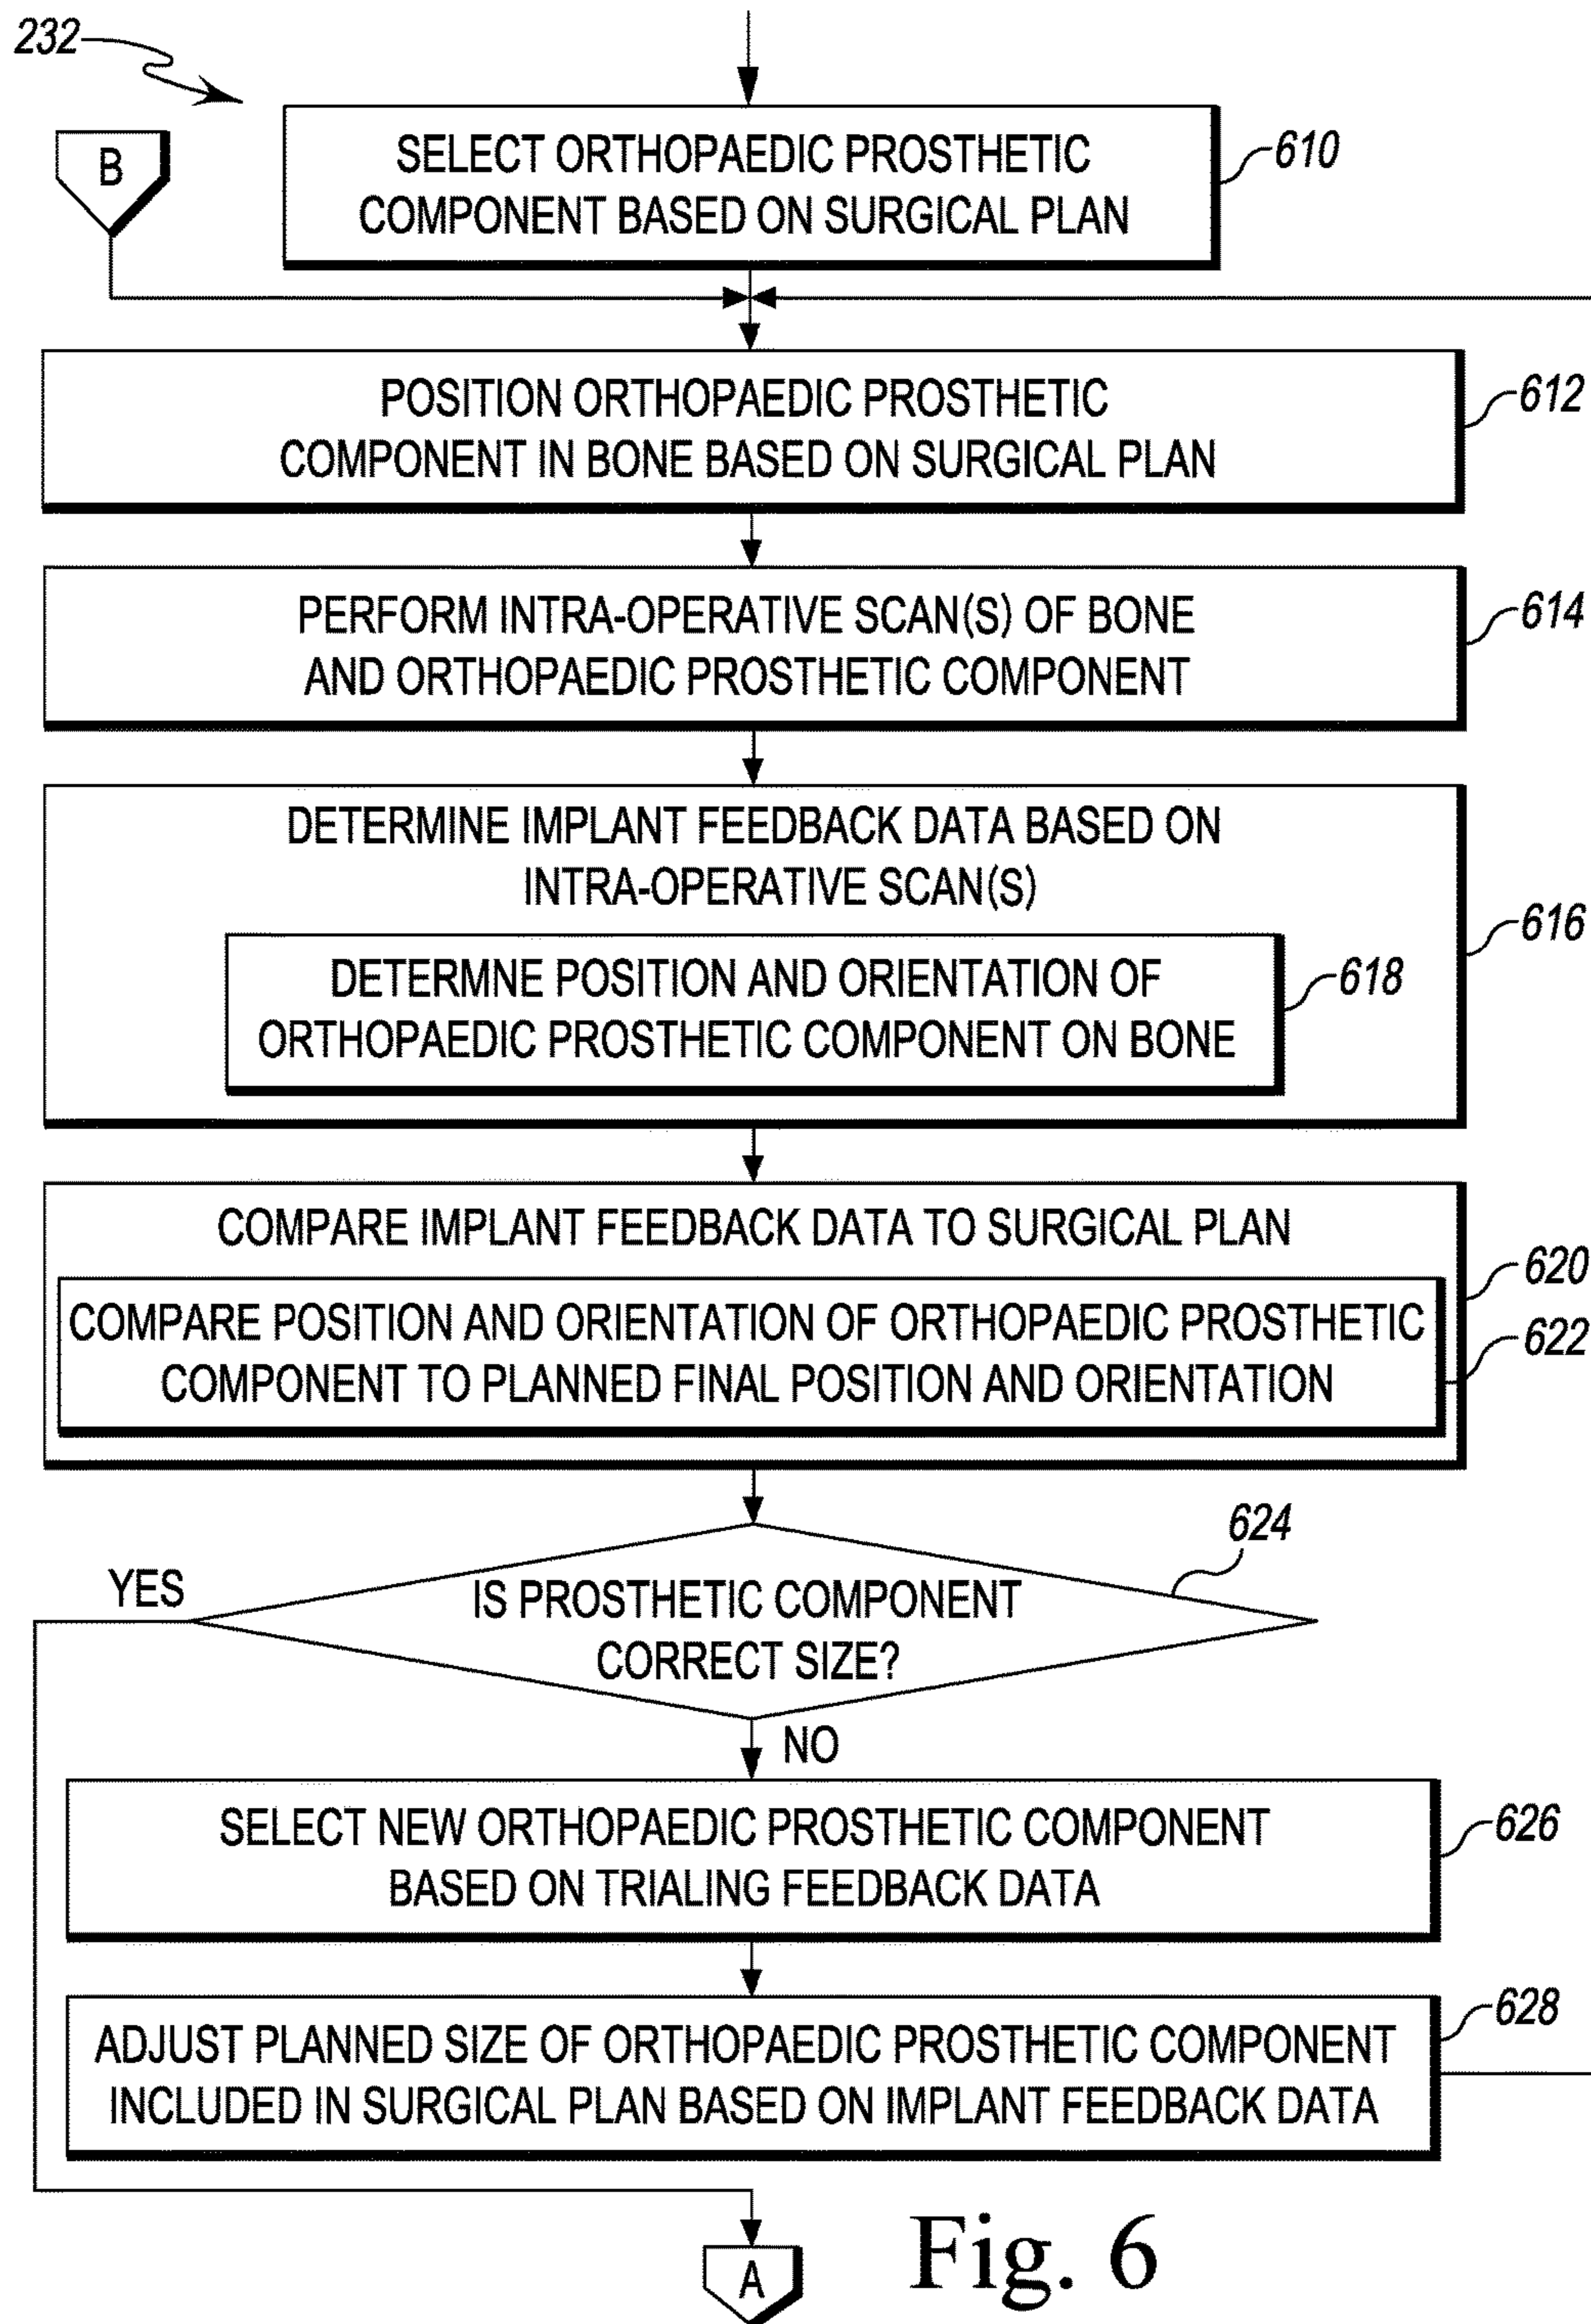 232
B
SELECT ORTHOPAEDIC PROSTHETIC
COMPONENT BASED ON SURGICAL PLAN
610
POSITION ORTHOPAEDIC PROSTHETIC
COMPONENT IN BONE BASED ON SURGICAL PLAN
612
PERFORM INTRA-OPERATIVE SCAN(S) OF BONE
AND ORTHOPAEDIC PROSTHETIC COMPONENT
614
DETERMINE IMPLANT FEEDBACK DATA BASED ON
INTRA-OPERATIVE SCAN(S)
616
DETERMNE POSITION AND ORIENTATION OF
ORTHOPAEDIC PROSTHETIC COMPONENT ON BONE
618
COMPARE IMPLANT FEEDBACK DATA TO SURGICAL PLAN
620
COMPARE POSITION AND ORIENTATION OF ORTHOPAEDIC PROSTHETIC
COMPONENT TO PLANNED FINAL POSITION AND ORIENTATION
622
624
YES
IS PROSTHETIC COMPONENT
CORRECT SIZE?
NO
SELECT NEW ORTHOPAEDIC PROSTHETIC COMPONENT
BASED ON TRIALING FEEDBACK DATA
626
ADJUST PLANNED SIZE OF ORTHOPAEDIC PROSTHETIC COMPONENT
INCLUDED IN SURGICAL PLAN BASED ON IMPLANT FEEDBACK DATA
628
A
Fig. 6